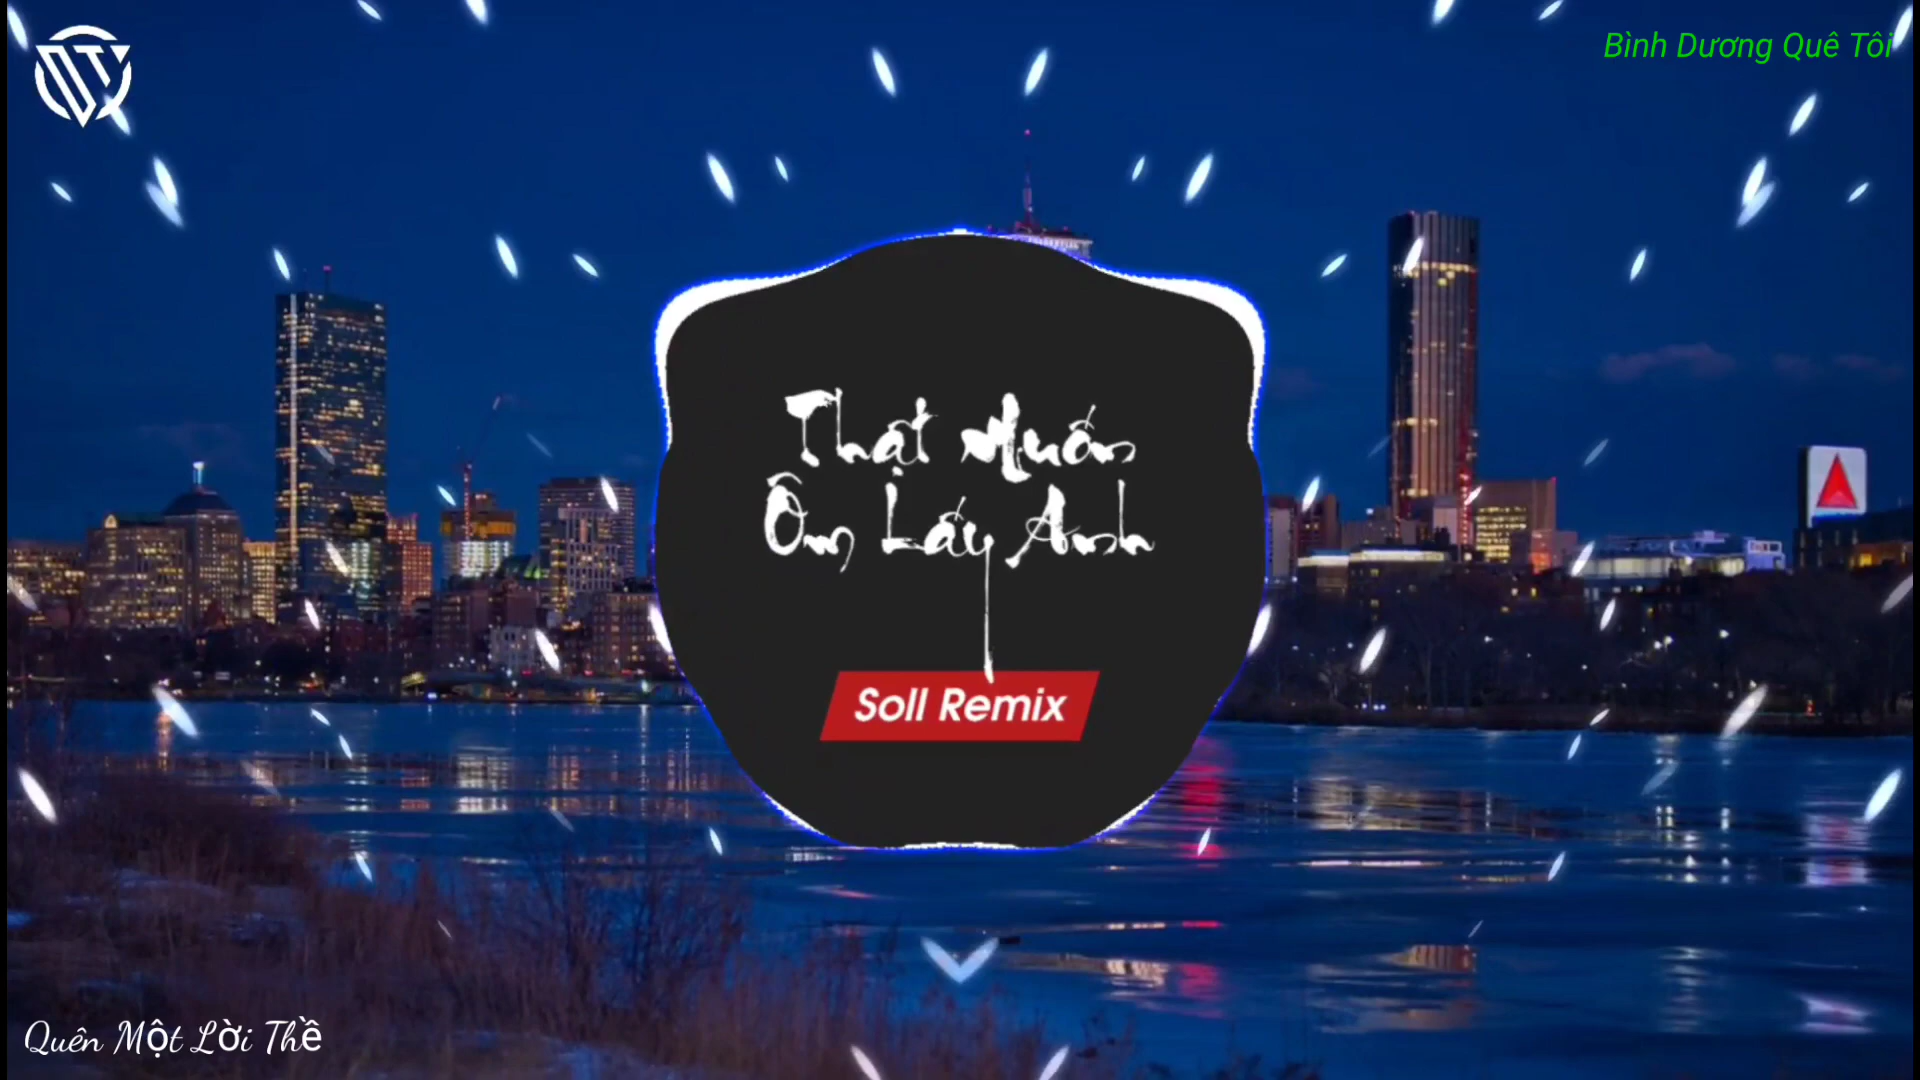 Bình Dương Quê Tôi
Thật Muốn
Ôm Lấy Anh
Soll Remix
Quên Một Lời Thề